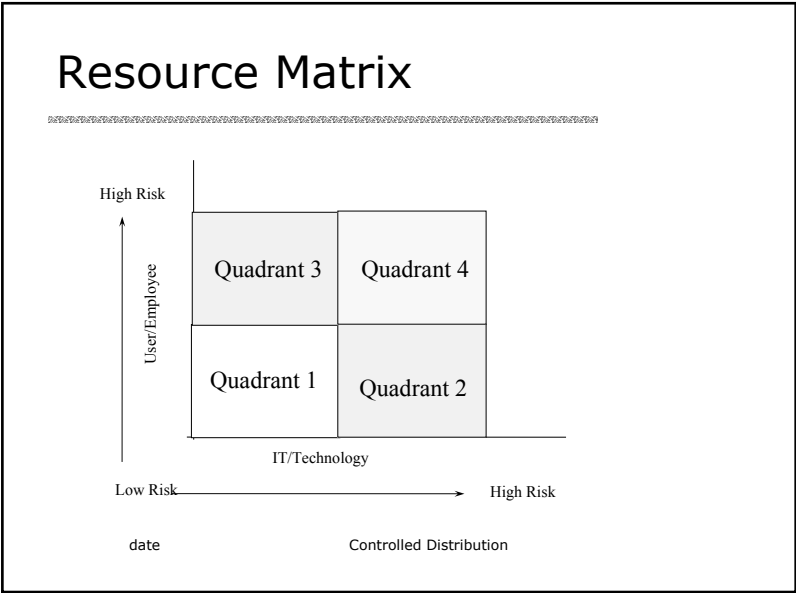 Resource Matrix
High Risk
User/Employee
Quadrant 3
Quadrant 4
Quadrant 1
Quadrant 2
IT/Technology
Low Risk
High Risk
date
Controlled Distribution